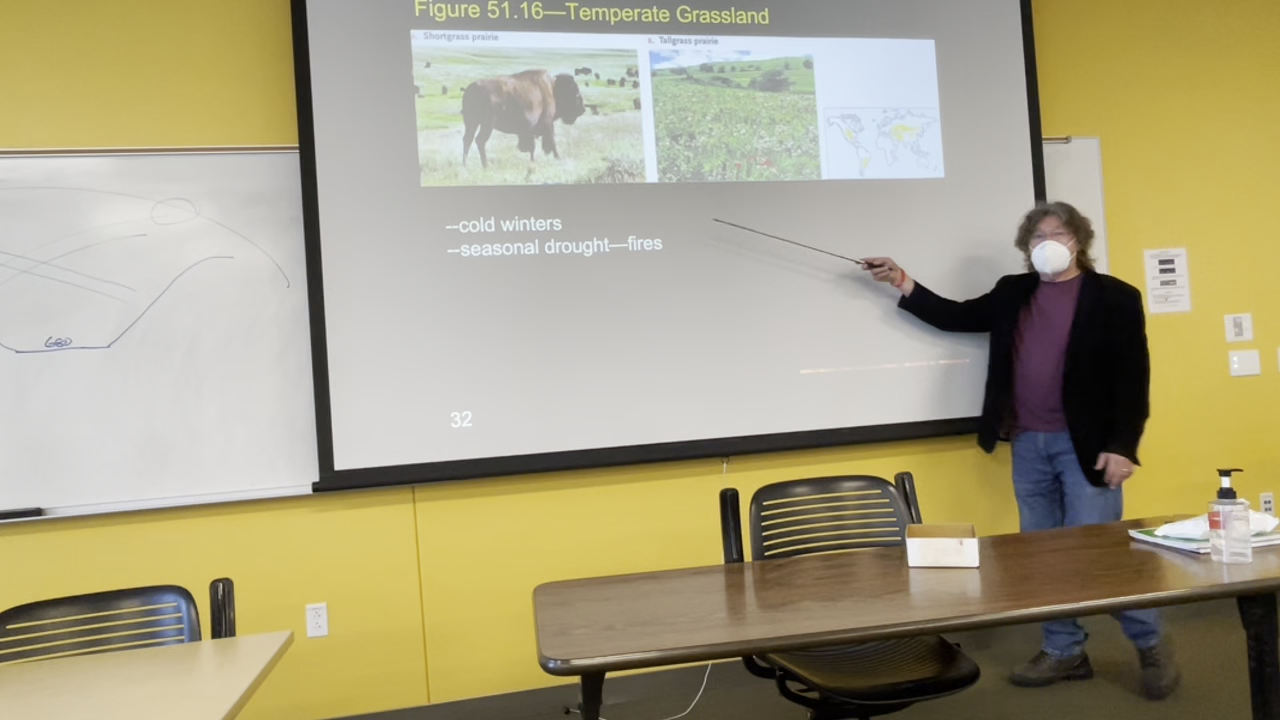 Figure 51.16—Temperate Grassland
Shortgrass prairie
B. Tallgrass prairie
--cold winters
--seasonal drought—fires
32